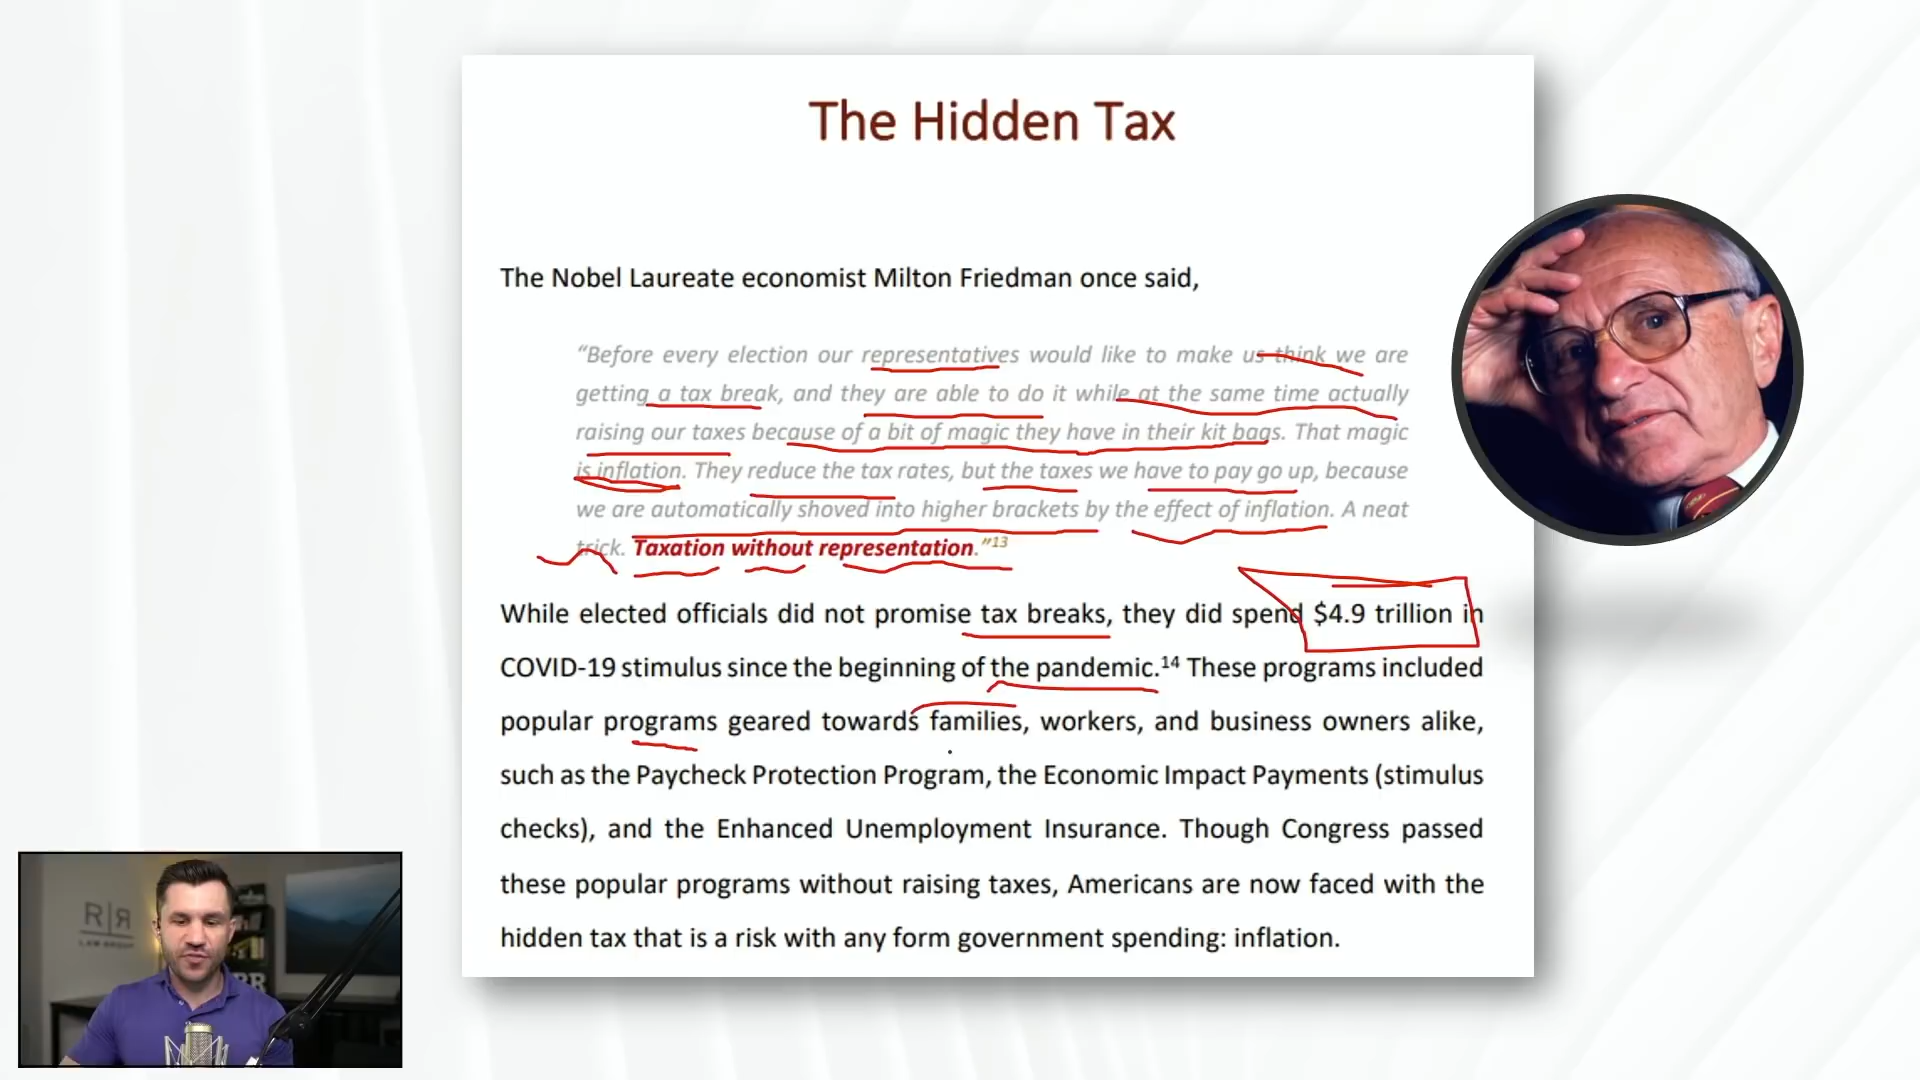 The Hidden Tax
The Nobel Laureate economist Milton Friedman once said,
“Before every election our representatives would like to make us think we are
getting a tax break, and they are able to do it while at the same time actually
raising our taxes because of a bit of magic they have in their kit bags. That magic
is inflation. They reduce the tax rates, but the taxes we have to pay go up, because
we are automatically shoved into higher brackets by the effect of inflation. A neat
trick. Taxation without representation.”13
While elected officials did not promise tax breaks, they did spend $4.9 trillion in
COVID-19 stimulus since the beginning of the pandemic.14 These programs included
popular programs geared towards families, workers, and business owners alike,
such as the Paycheck Protection Program, the Economic Impact Payments (stimulus
checks), and the Enhanced Unemployment Insurance. Though Congress passed
these popular programs without raising taxes, Americans are now faced with the
hidden tax that is a risk with any form government spending: inflation.
R|R
LAW GROUP